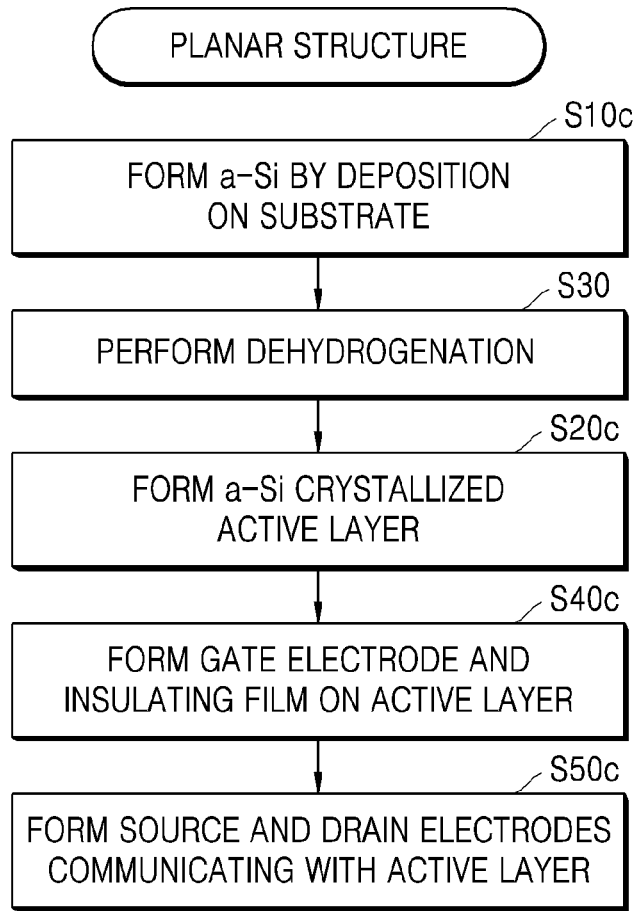 PLANAR STRUCTURE
S10c
FORM a-Si BY DEPOSITION
ON SUBSTRATE
S30
PERFORM DEHYDROGENATION
S20c
FORM a-Si CRYSTALLIZED
ACTIVE LAYER
S40c
FORM GATE ELECTRODE AND
INSULATING FILM ON ACTIVE LAYER
S50c
FORM SOURCE AND DRAIN ELECTRODES
COMMUNICATING WITH ACTIVE LAYER